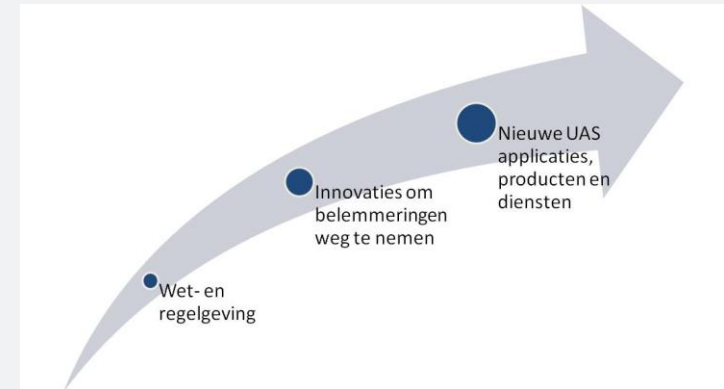 Nieuwe UAS
applicaties,
producten en
diensten
Innovaties om
belemmeringen
weg te nemen
Wet- en
regelgeving